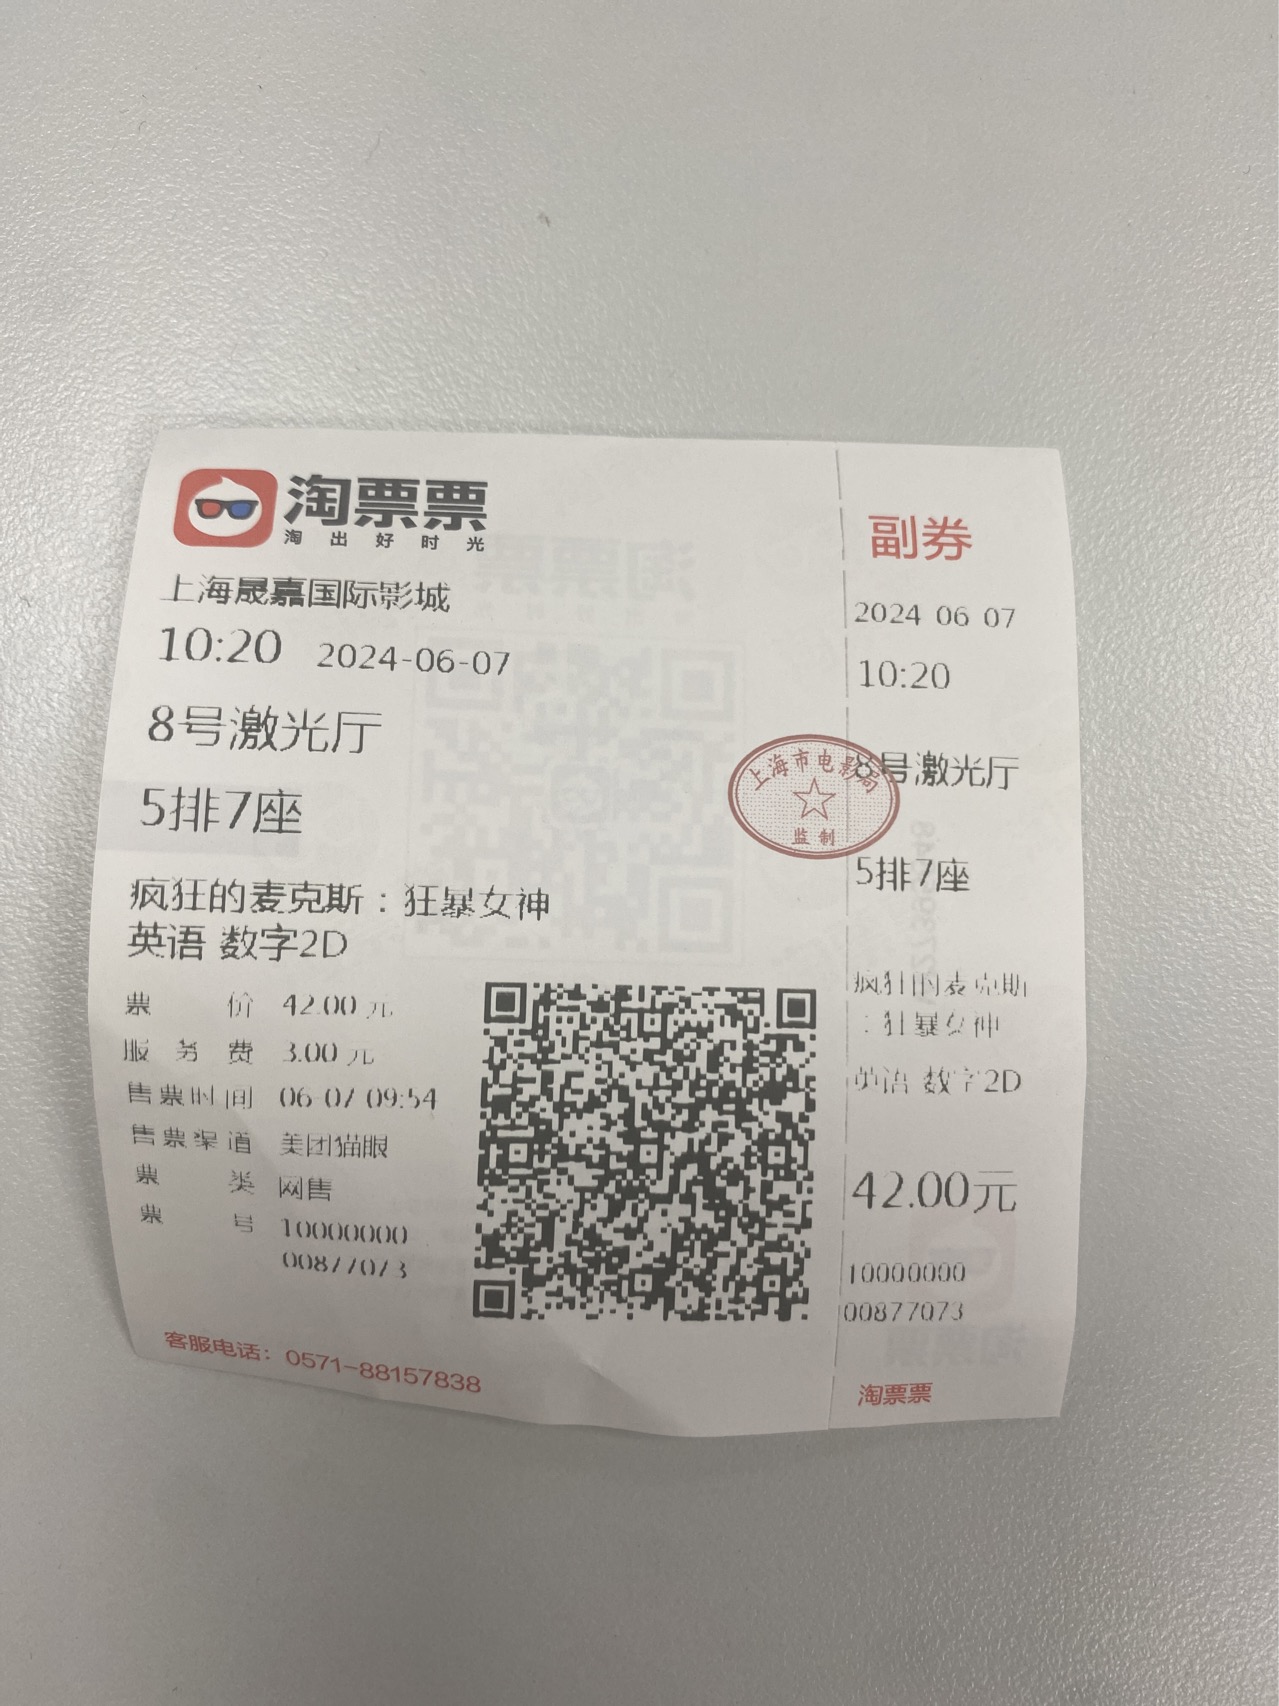 淘票票
淘出好时光
上海晟嘉国际影城
10:20 2024-06-07
8号激光厅
5排7座
疯狂的麦克斯：狂暴女神
英语 数字2D
票价 42.00 元
服务费 3.00 元
售票时间 06-07 09:54
售票渠道 美团猫眼
票类 网售
票号 10000000
00877073
客服电话：0571-88157838
上海市电影局
监制
副券
2024 06 07
10:20
8号激光厅
5排7座
疯狂的麦克斯
：狂暴女神
英语 数字2D
42.00元
10000000
00877073
淘票票